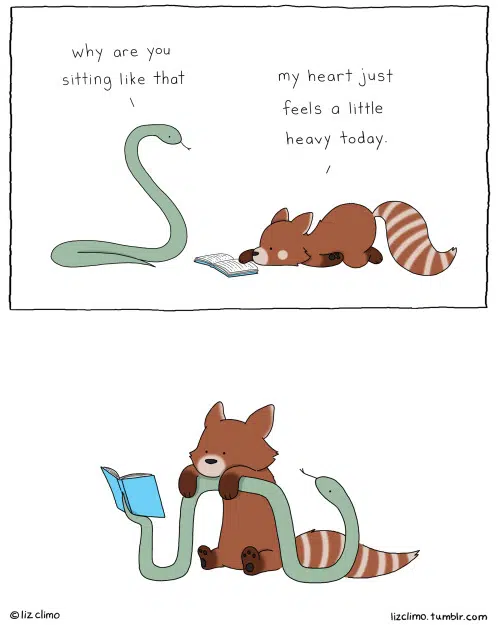 why are you
sitting like that
my heart just
feels a little
heavy today.
© liz climo
lizclimo.tumblr.com